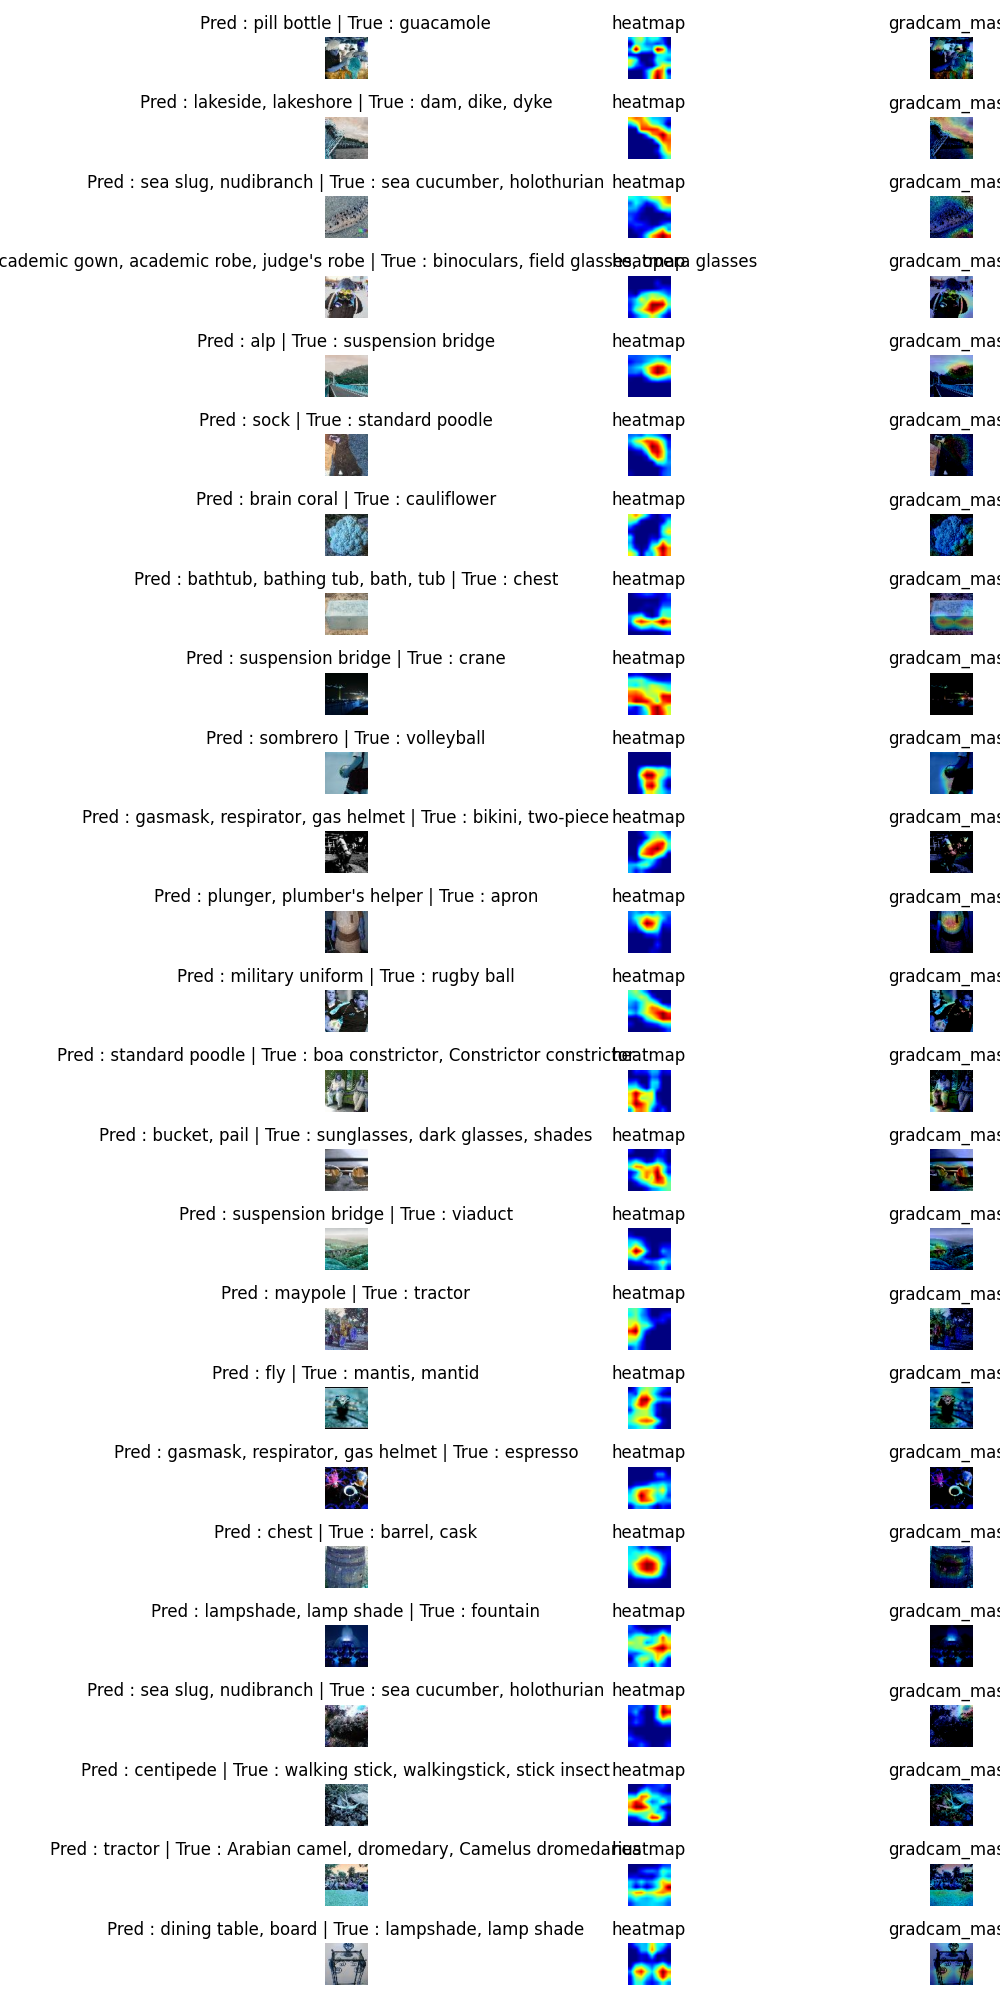 Pred : pill bottle | True : guacamole heatmap gradcam_mas
Pred : lakeside, lakeshore | True : dam, dike, dyke heatmap gradcam_mas
Pred : sea slug, nudibranch | True : sea cucumber, holothurian heatmap gradcam_mas
cademic gown, academic robe, judge's robe | True : binoculars, field glasses, opera glasses heatmap gradcam_mas
Pred : alp | True : suspension bridge heatmap gradcam_mas
Pred : sock | True : standard poodle heatmap gradcam_mas
Pred : brain coral | True : cauliflower heatmap gradcam_mas
Pred : bathtub, bathing tub, bath, tub | True : chest heatmap gradcam_mas
Pred : suspension bridge | True : crane heatmap gradcam_mas
Pred : sombrero | True : volleyball heatmap gradcam_mas
Pred : gasmask, respirator, gas helmet | True : bikini, two-piece heatmap gradcam_mas
Pred : plunger, plumber's helper | True : apron heatmap gradcam_mas
Pred : military uniform | True : rugby ball heatmap gradcam_mas
Pred : standard poodle | True : boa constrictor, Constrictor constrictor heatmap gradcam_mas
Pred : bucket, pail | True : sunglasses, dark glasses, shades heatmap gradcam_mas
Pred : suspension bridge | True : viaduct heatmap gradcam_mas
Pred : maypole | True : tractor heatmap gradcam_mas
Pred : fly | True : mantis, mantid heatmap gradcam_mas
Pred : gasmask, respirator, gas helmet | True : espresso heatmap gradcam_mas
Pred : chest | True : barrel, cask heatmap gradcam_mas
Pred : lampshade, lamp shade | True : fountain heatmap gradcam_mas
Pred : sea slug, nudibranch | True : sea cucumber, holothurian heatmap gradcam_mas
Pred : centipede | True : walking stick, walkingstick, stick insect heatmap gradcam_mas
Pred : tractor | True : Arabian camel, dromedary, Camelus dromedarius heatmap gradcam_mas
Pred : dining table, board | True : lampshade, lamp shade heatmap gradcam_mas